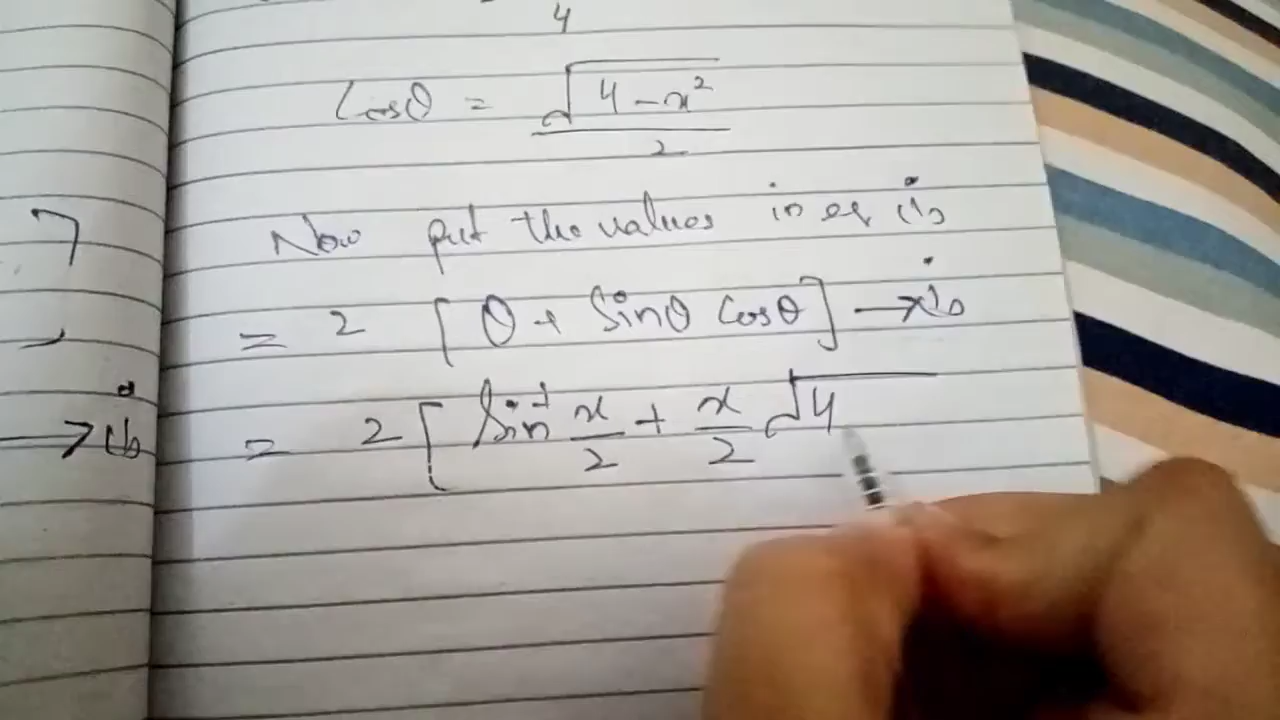 4
Cosθ = √(4 - x²) / 2
Now put the values in eq (i)
= 2 [θ + Sinθ Cosθ] → (i)
→ (i) = 2 [Sin⁻¹ x/2 + x/2 √4